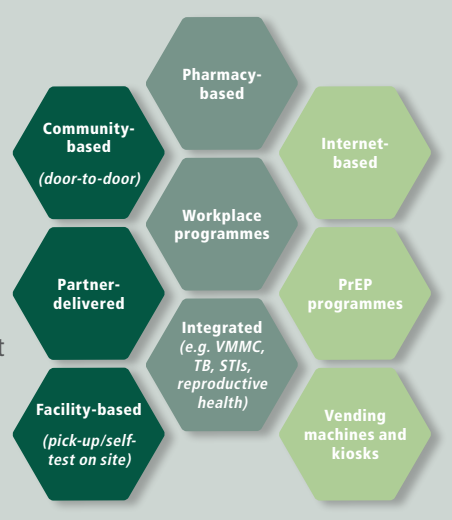 Pharmacy-
based
Community-
based
(door-to-door)
Internet-
based
Workplace
programmes
Partner-
delivered
PrEP
programmes
Integrated
(e.g. VMMC,
TB, STIs,
reproductive
health)
Facility-based
(pick-up/self-
test on site)
Vending
machines and
kiosks
t